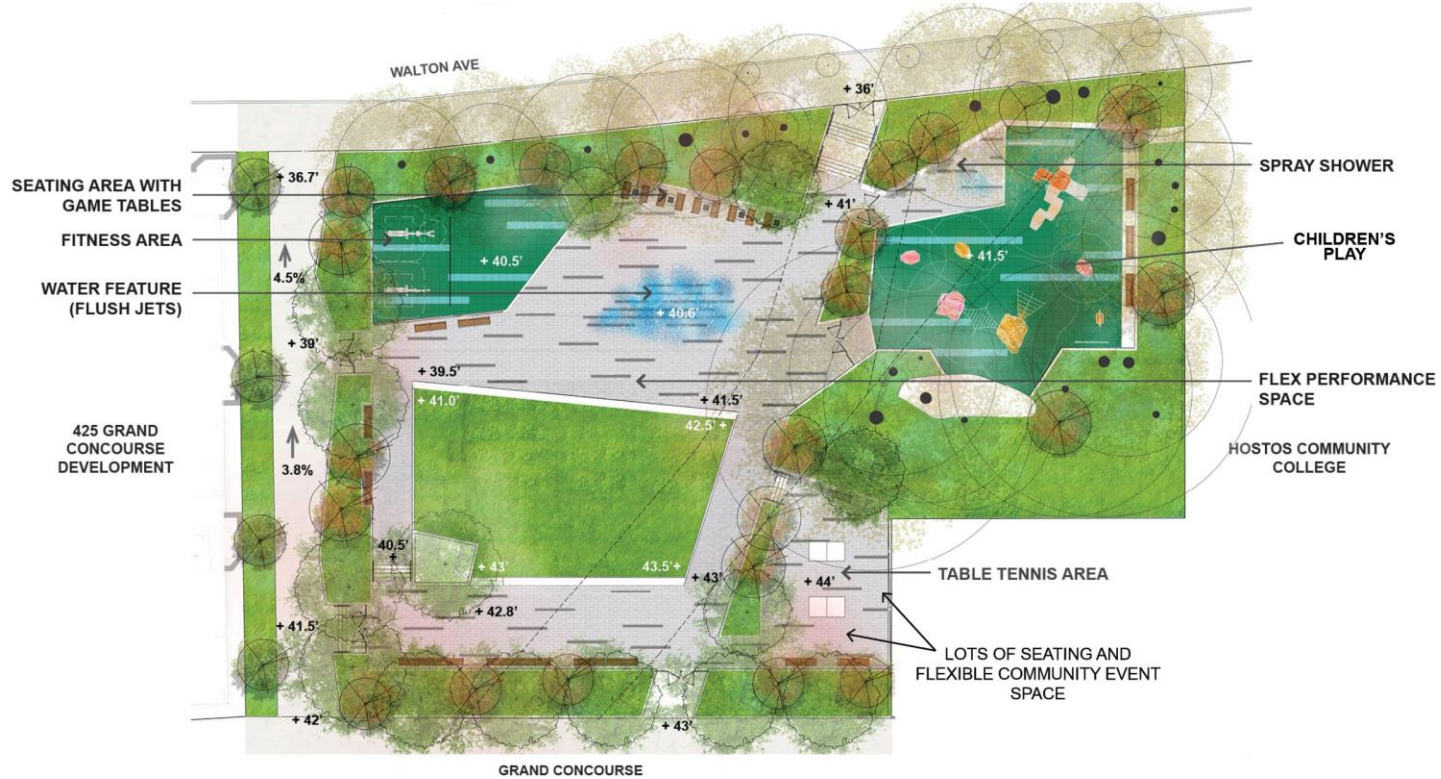 WALTON AVE
+ 36'
SEATING AREA WITH
GAME TABLES
+ 36.7'
SPRAY SHOWER
+ 41'
FITNESS AREA
+ 40.5'
+ 41.5'
CHILDREN'S
PLAY
4.5%
WATER FEATURE
(FLUSH JETS)
+ 40.6'
+ 39'
+ 39.5'
+ 41.0'
+41.5'
42.5' +
FLEX PERFORMANCE
SPACE
425 GRAND
CONCOURSE
DEVELOPMENT
3.8%
HOSTOS COMMUNITY
COLLEGE
40.5'
+
+ 43'
43.5'+
+ 43'
+ 44'
TABLE TENNIS AREA
+ 42.8'
+ 41.5'
LOTS OF SEATING AND
FLEXIBLE COMMUNITY EVENT
SPACE
+ 42'
+ 43'
GRAND CONCOURSE